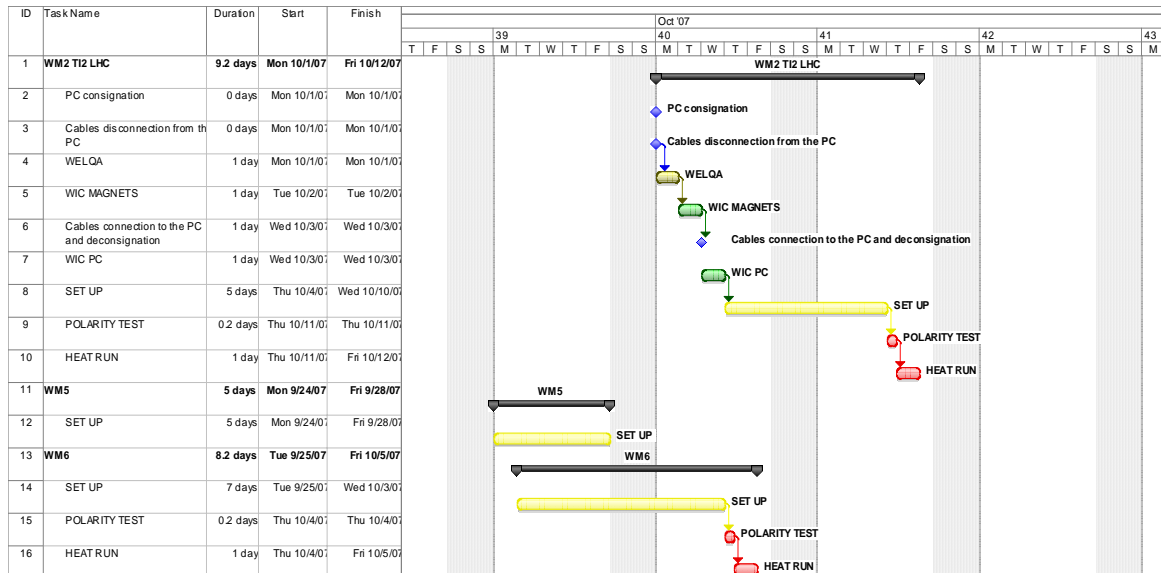 ID Task Name Duration Start Finish
Oct '07
39 40 41 42 43
T F S S M T W T F S S M T W T F S S M T W T F S S M T W T F S S M
1 WM2 TI2 LHC 9.2 days Mon 10/1/07 Fri 10/12/07 WM2 TI2 LHC
2 PC consignation 0 days Mon 10/1/07 Mon 10/1/07 PC consignation
3 Cables disconnection from th 0 days Mon 10/1/07 Mon 10/1/07 Cables disconnection from the PC
PC
4 WELQA 1 day Mon 10/1/07 Mon 10/1/07 WELQA
5 WIC MAGNETS 1 day Tue 10/2/07 Tue 10/2/07 WIC MAGNETS
6 Cables connection to the PC 1 day Wed 10/3/07 Wed 10/3/07 Cables connection to the PC and deconsignation
and deconsignation
7 WIC PC 1 day Wed 10/3/07 Wed 10/3/07 WIC PC
8 SET UP 5 days Thu 10/4/07 Wed 10/10/07 SET UP
9 POLARITY TEST 0.2 days Thu 10/11/07 Thu 10/11/07 POLARITY TEST
10 HEAT RUN 1 day Thu 10/11/07 Fri 10/12/07 HEAT RUN
11 WM5 5 days Mon 9/24/07 Fri 9/28/07 WM5
12 SET UP 5 days Mon 9/24/07 Fri 9/28/07 SET UP
13 WM6 8.2 days Tue 9/25/07 Fri 10/5/07 WM6
14 SET UP 7 days Tue 9/25/07 Wed 10/3/07 SET UP
15 POLARITY TEST 0.2 days Thu 10/4/07 Thu 10/4/07 POLARITY TEST
16 HEAT RUN 1 day Thu 10/4/07 Fri 10/5/07 HEAT RUN